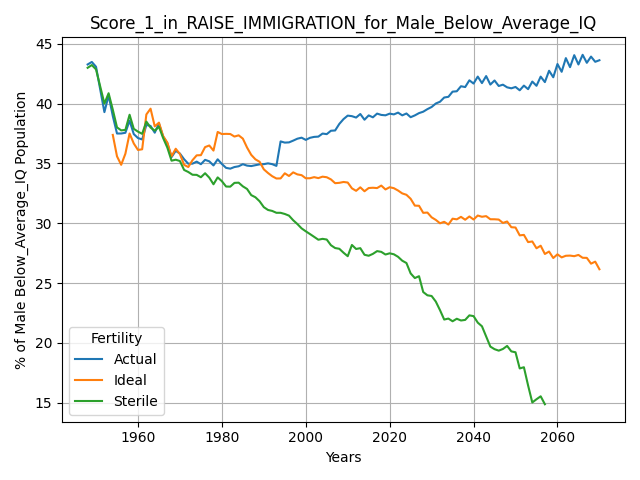 Score_1_in_RAISE_IMMIGRATION_for_Male_Below_Average_IQ
% of Male Below_Average_IQ Population
45
40
35
30
25
20
15
Fertility
Actual
Ideal
Sterile
1960 1980 2000 2020 2040 2060
Years